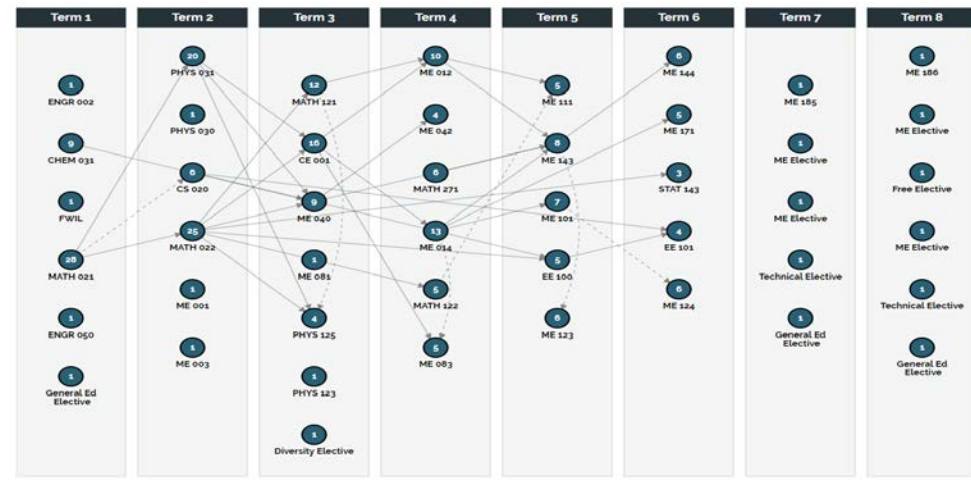 Term 1
1
ENGR 002
9
CHEM 031
1
FWIL
28
MATH 021
1
ENGR 050
1
General Ed
Elective
Term 2
20
PHYS 031
1
PHYS 030
6
CS 020
25
MATH 022
1
ME 001
1
ME 003
Term 3
12
MATH 121
16
CE 001
9
ME 040
1
ME 081
4
PHYS 125
1
PHYS 123
1
Diversity Elective
Term 4
10
ME 012
4
ME 042
6
MATH 271
13
ME 014
5
MATH 122
5
ME 083
Term 5
5
ME 111
8
ME 143
7
ME 101
5
EE 100
6
ME 123
Term 6
6
ME 144
5
ME 171
3
STAT 143
4
EE 101
6
ME 124
Term 7
1
ME 185
1
ME Elective
1
ME Elective
1
Technical Elective
1
General Ed
Elective
Term 8
1
ME 186
1
ME Elective
1
Free Elective
1
ME Elective
1
Technical Elective
1
General Ed
Elective